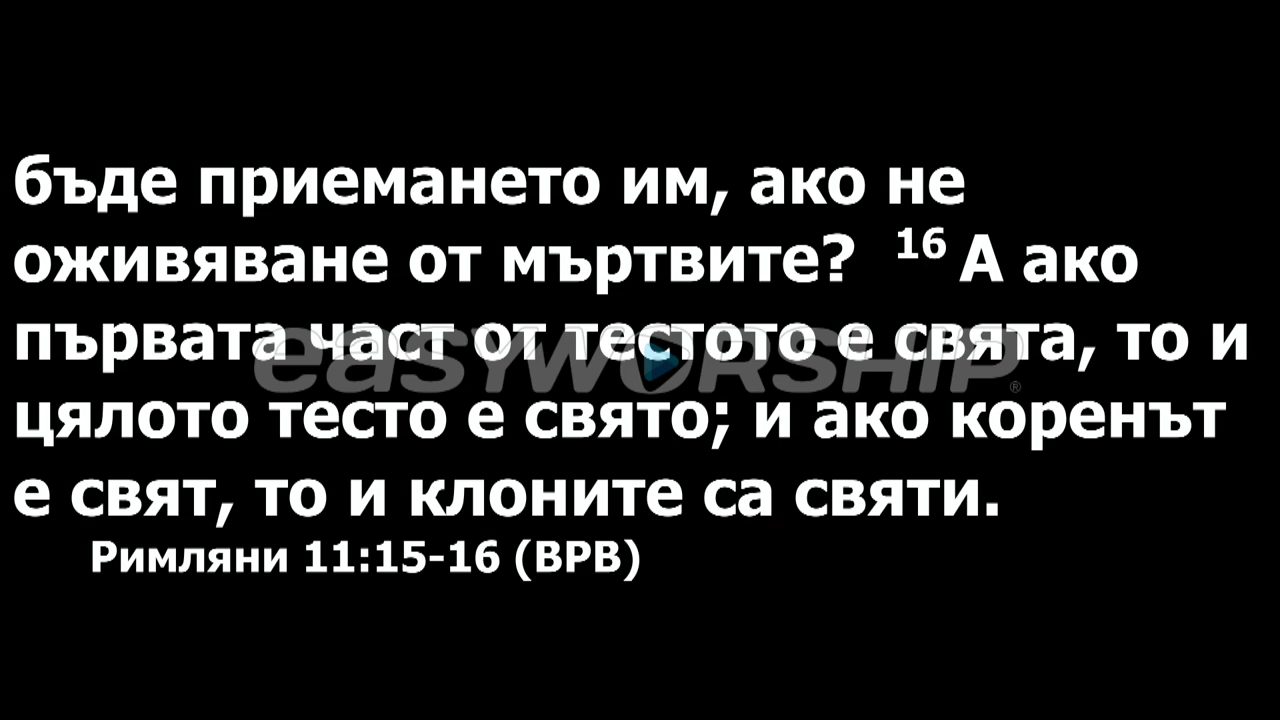 бъде приемането им, ако не
оживяване от мъртвите? 16 А ако
първата част от тестото е свята, то и
easyworship®
цялото тесто е свято; и ако коренът
е свят, то и клоните са святи.
Римляни 11:15-16 (ВРВ)